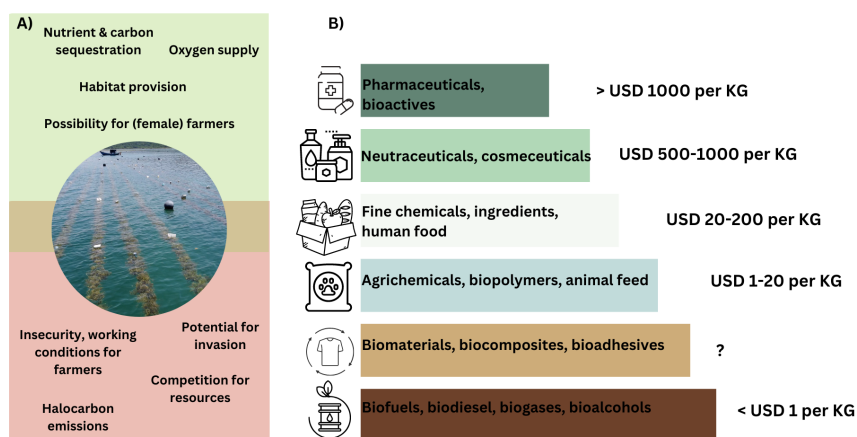 A)
Nutrient & carbon
sequestration
Oxygen supply
Habitat provision
Possibility for (female) farmers
Insecurity, working
conditions for
farmers
Potential for
invasion
Competition for
resources
Halocarbon
emissions
B)
Pharmaceuticals,
bioactives
> USD 1000 per KG
Neutraceuticals, cosmeceuticals
USD 500-1000 per KG
Fine chemicals, ingredients,
human food
USD 20-200 per KG
Agrichemicals, biopolymers, animal feed
USD 1-20 per KG
Biomaterials, biocomposites, bioadhesives
?
Biofuels, biodiesel, biogases, bioalcohols
< USD 1 per KG